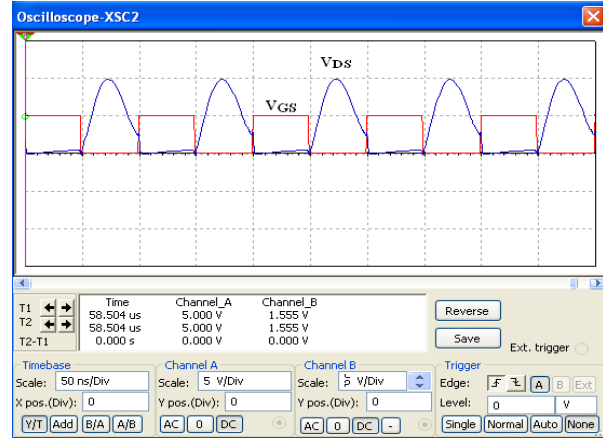 Oscilloscope-XSC2
VDS
VGS
T1
T2
T2-T1
Time Channel_A Channel_B
58.504 us 5.000 V 1.555 V
58.504 us 5.000 V 1.555 V
0.000 s 0.000 V 0.000 V
Reverse
Save
Ext. trigger
Timebase
Scale: 50 ns/Div
X pos.(Div): 0
Y/T Add B/A A/B
Channel A
Scale: 5 V/Div
Y pos.(Div): 0
AC 0 DC
Channel B
Scale: V/Div
Y pos.(Div): 0
AC 0 DC -
Trigger
Edge: A B Ext
Level: 0 V
Single Normal Auto None